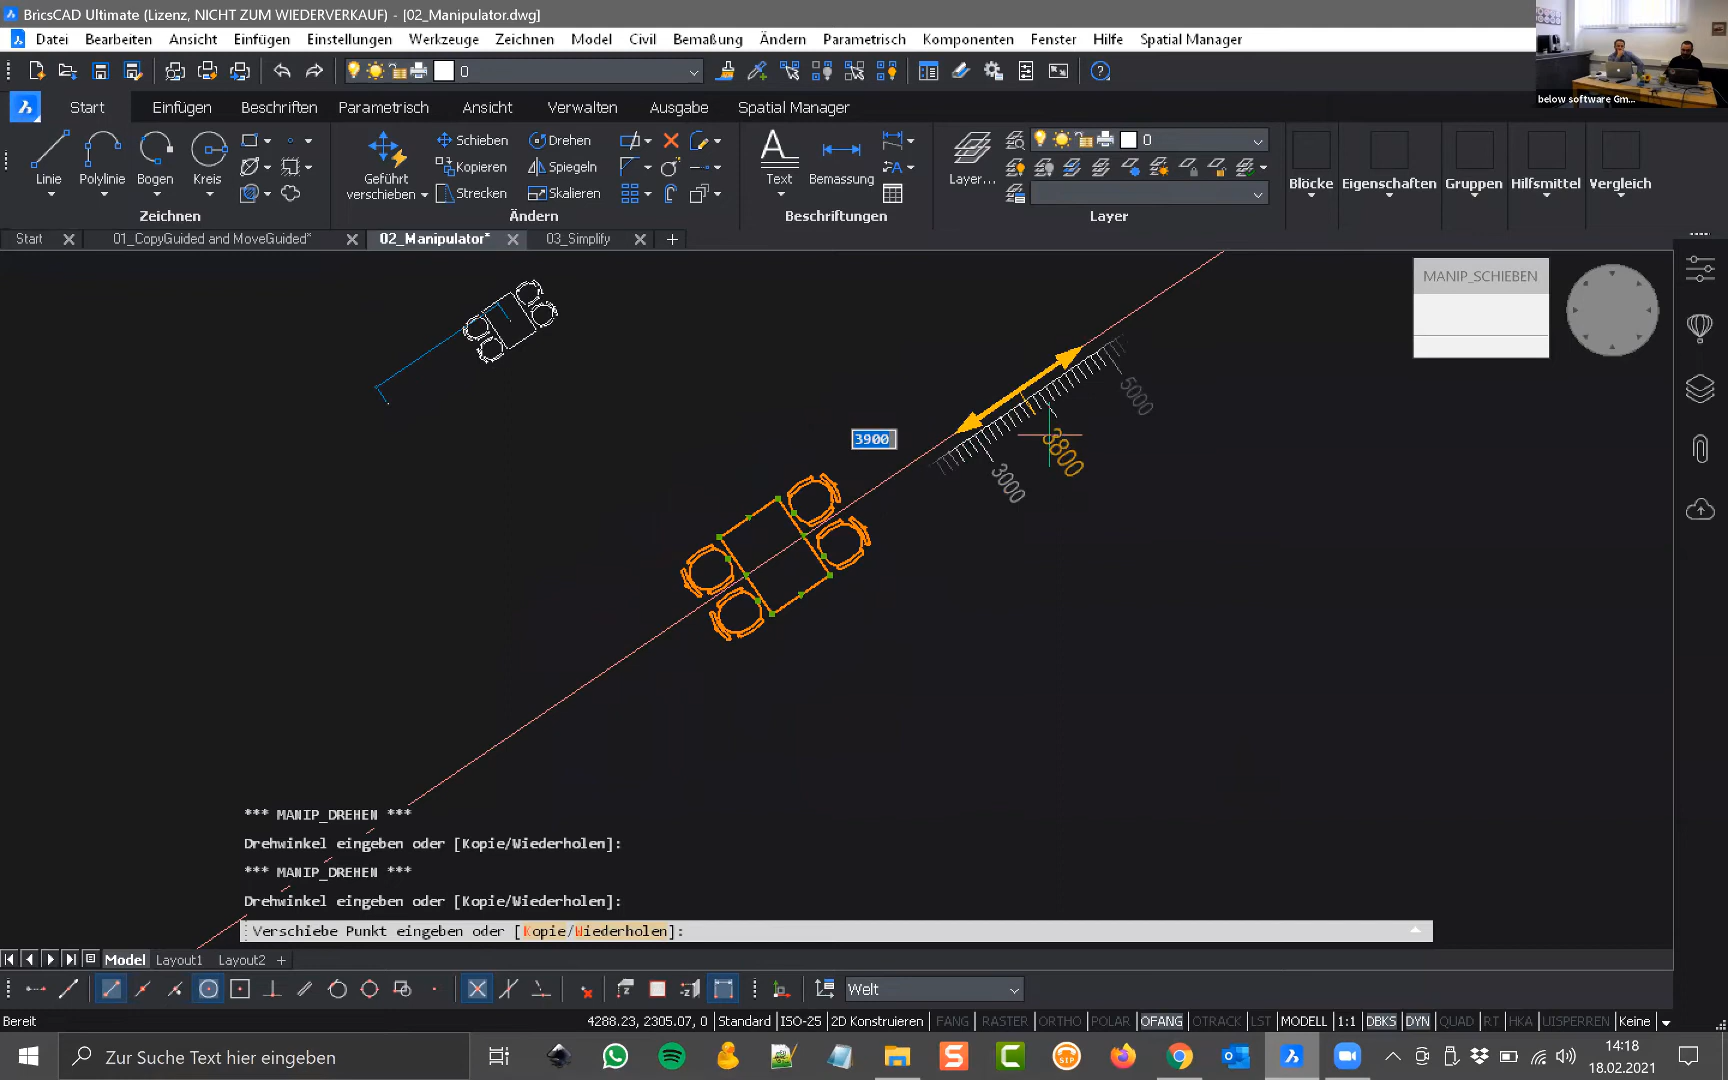 BricsCAD Ultimate (Lizenz, NICHT ZUM WIEDERVERKAUF) - [02_Manipulator.dwg]
Datei Bearbeiten Ansicht Einfügen Einstellungen Werkzeuge Zeichnen Model Civil Bemaßung Ändern Parametrisch Komponenten Fenster Hilfe Spatial Manager
below software Gm...
0
Start Einfügen Beschriften Parametrisch Ansicht Verwalten Ausgabe Spatial Manager
Linie Polylinie Bogen Kreis
Zeichnen
Geführt
verschieben
Schieben Drehen
Kopieren Spiegeln
Strecken Skalieren
Ändern
Text Bemassung
Beschriftungen
Layer...
0
Layer
Blöcke Eigenschaften Gruppen Hilfsmittel Vergleich
Start 01_CopyGuided and MoveGuided* 02_Manipulator* 03_Simplify
MANIP_SCHIEBEN
5000
3900
3800
3000
*** MANIP_DREHEN ***
Drehwinkel eingeben oder [Kopie/Wiederholen]:
*** MANIP_DREHEN ***
Drehwinkel eingeben oder [Kopie/Wiederholen]:
Verschiebe Punkt eingeben oder [Kopie/Wiederholen]:
Model Layout1 Layout2 +
Welt
Bereit 4288.23, 2305.07, 0 Standard ISO-25 2D Konstruieren FANG RASTER ORTHO POLAR OFANG OTRACK LST MODELL 1:1 DBKS DYN QUAD RT HKA UISPERREN Keine
Zur Suche Text hier eingeben
14:18
18.02.2021